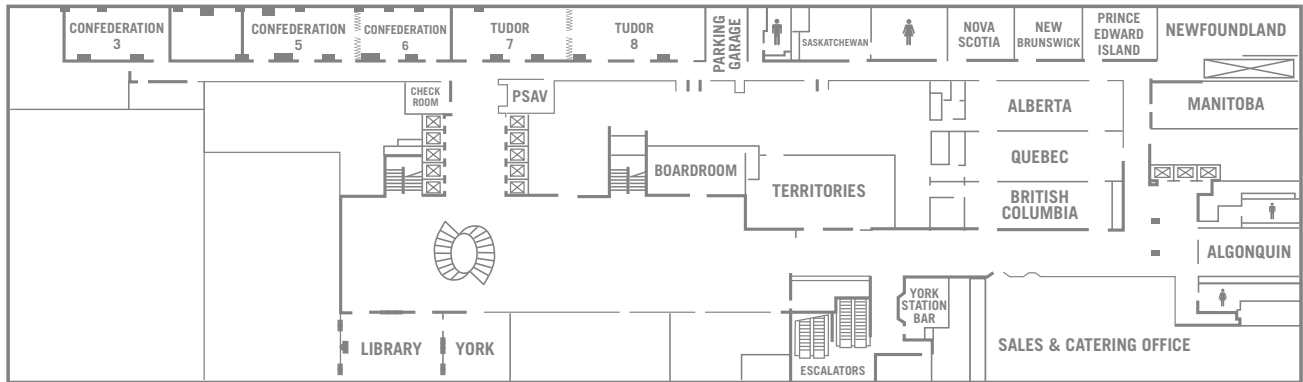 CONFEDERATION
3
CONFEDERATION
5
CONFEDERATION
6
TUDOR
7
TUDOR
8
PARKING
GARAGE
SASKATCHEWAN
NOVA
SCOTIA
NEW
BRUNSWICK
PRINCE
EDWARD
ISLAND
NEWFOUNDLAND
CHECK
ROOM
PSAV
ALBERTA
MANITOBA
BOARDROOM
QUEBEC
TERRITORIES
BRITISH
COLUMBIA
ALGONQUIN
YORK
STATION
BAR
LIBRARY
YORK
SALES & CATERING OFFICE
ESCALATORS